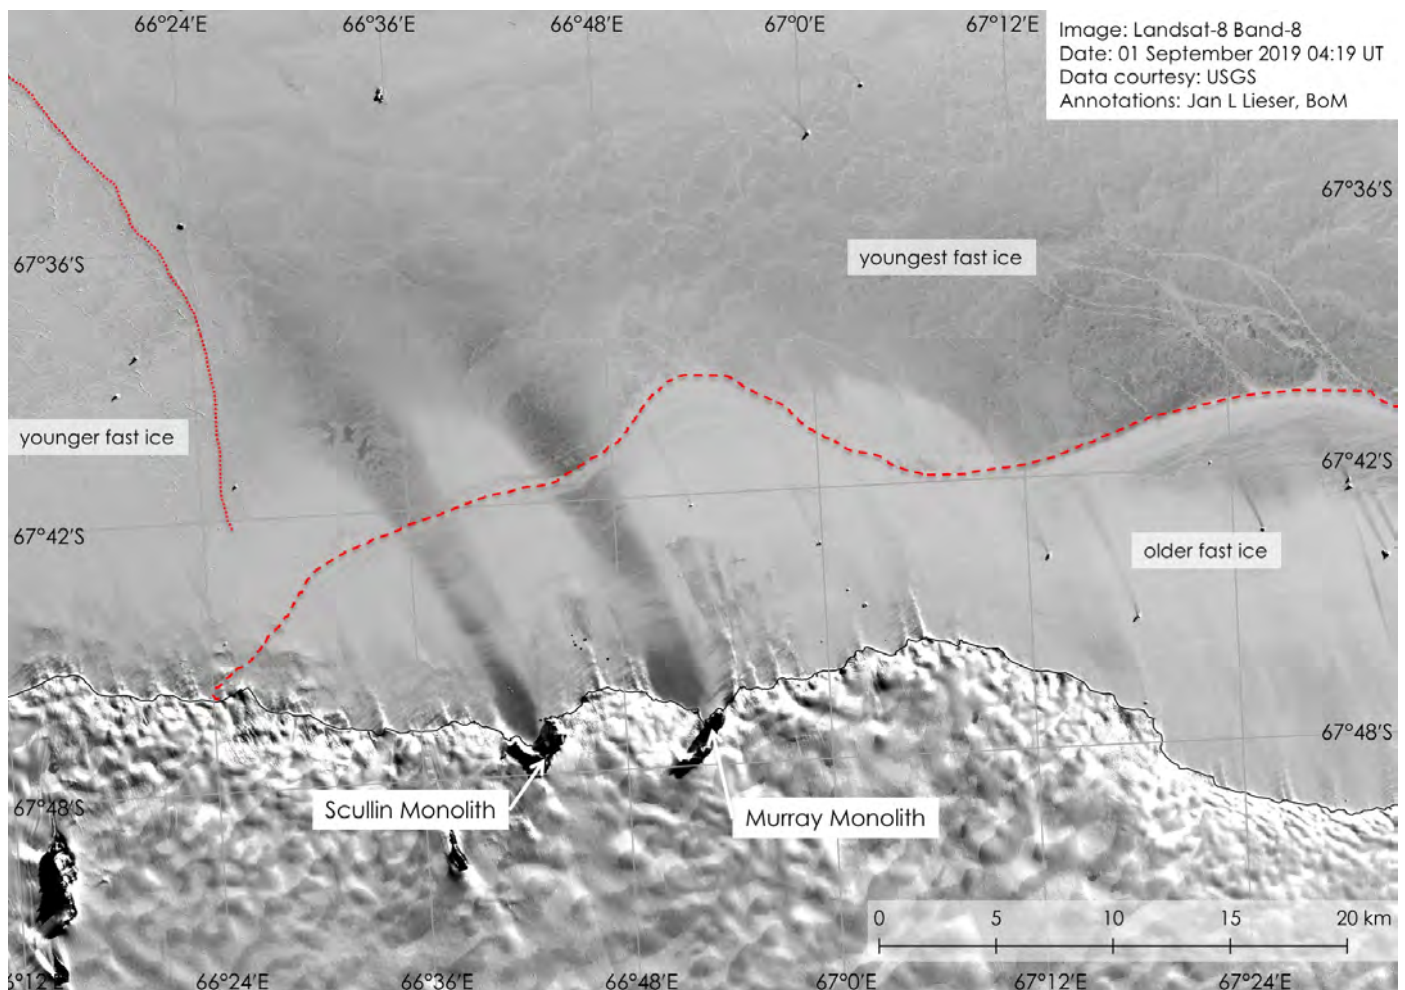 66°24′E
66°36′E
66°48′E
67°0′E
67°12′E
Image: Landsat-8 Band-8
Date: 01 September 2019 04:19 UT
Data courtesy: USGS
Annotations: Jan L Lieser, BoM
67°36′S
67°36′S
youngest fast ice
younger fast ice
67°42′S
67°42′S
older fast ice
67°48′S
67°48′S
Scullin Monolith
Murray Monolith
0 5 10 15 20 km
6°12′E
66°24′E
66°36′E
66°48′E
67°0′E
67°12′E
67°24′E